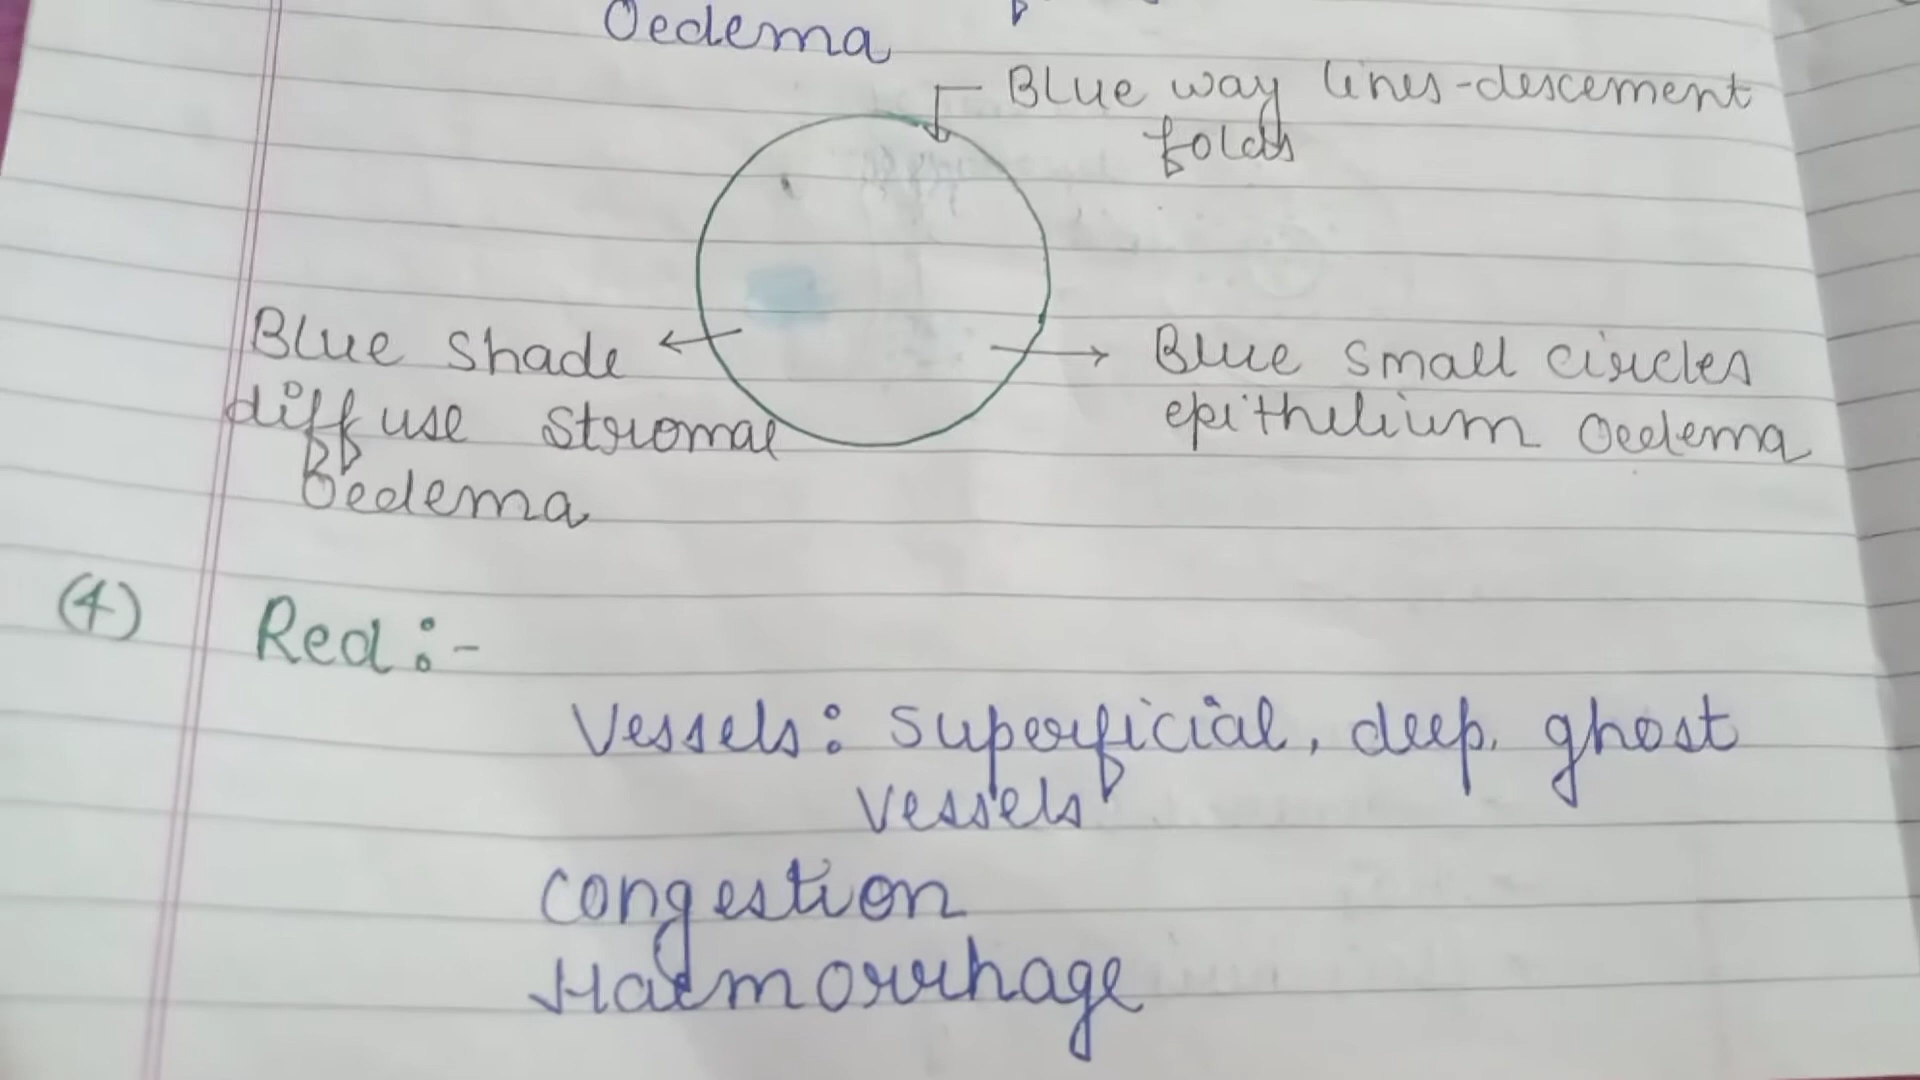 Oedema
Blue way lines-descement
folds
Blue shade
diffuse stromal
Oedema
Blue small circles
epithelium Oedema
(4) Red :-
Vessels: superficial, deep, ghost
vessels
congestion
Haemorrhage